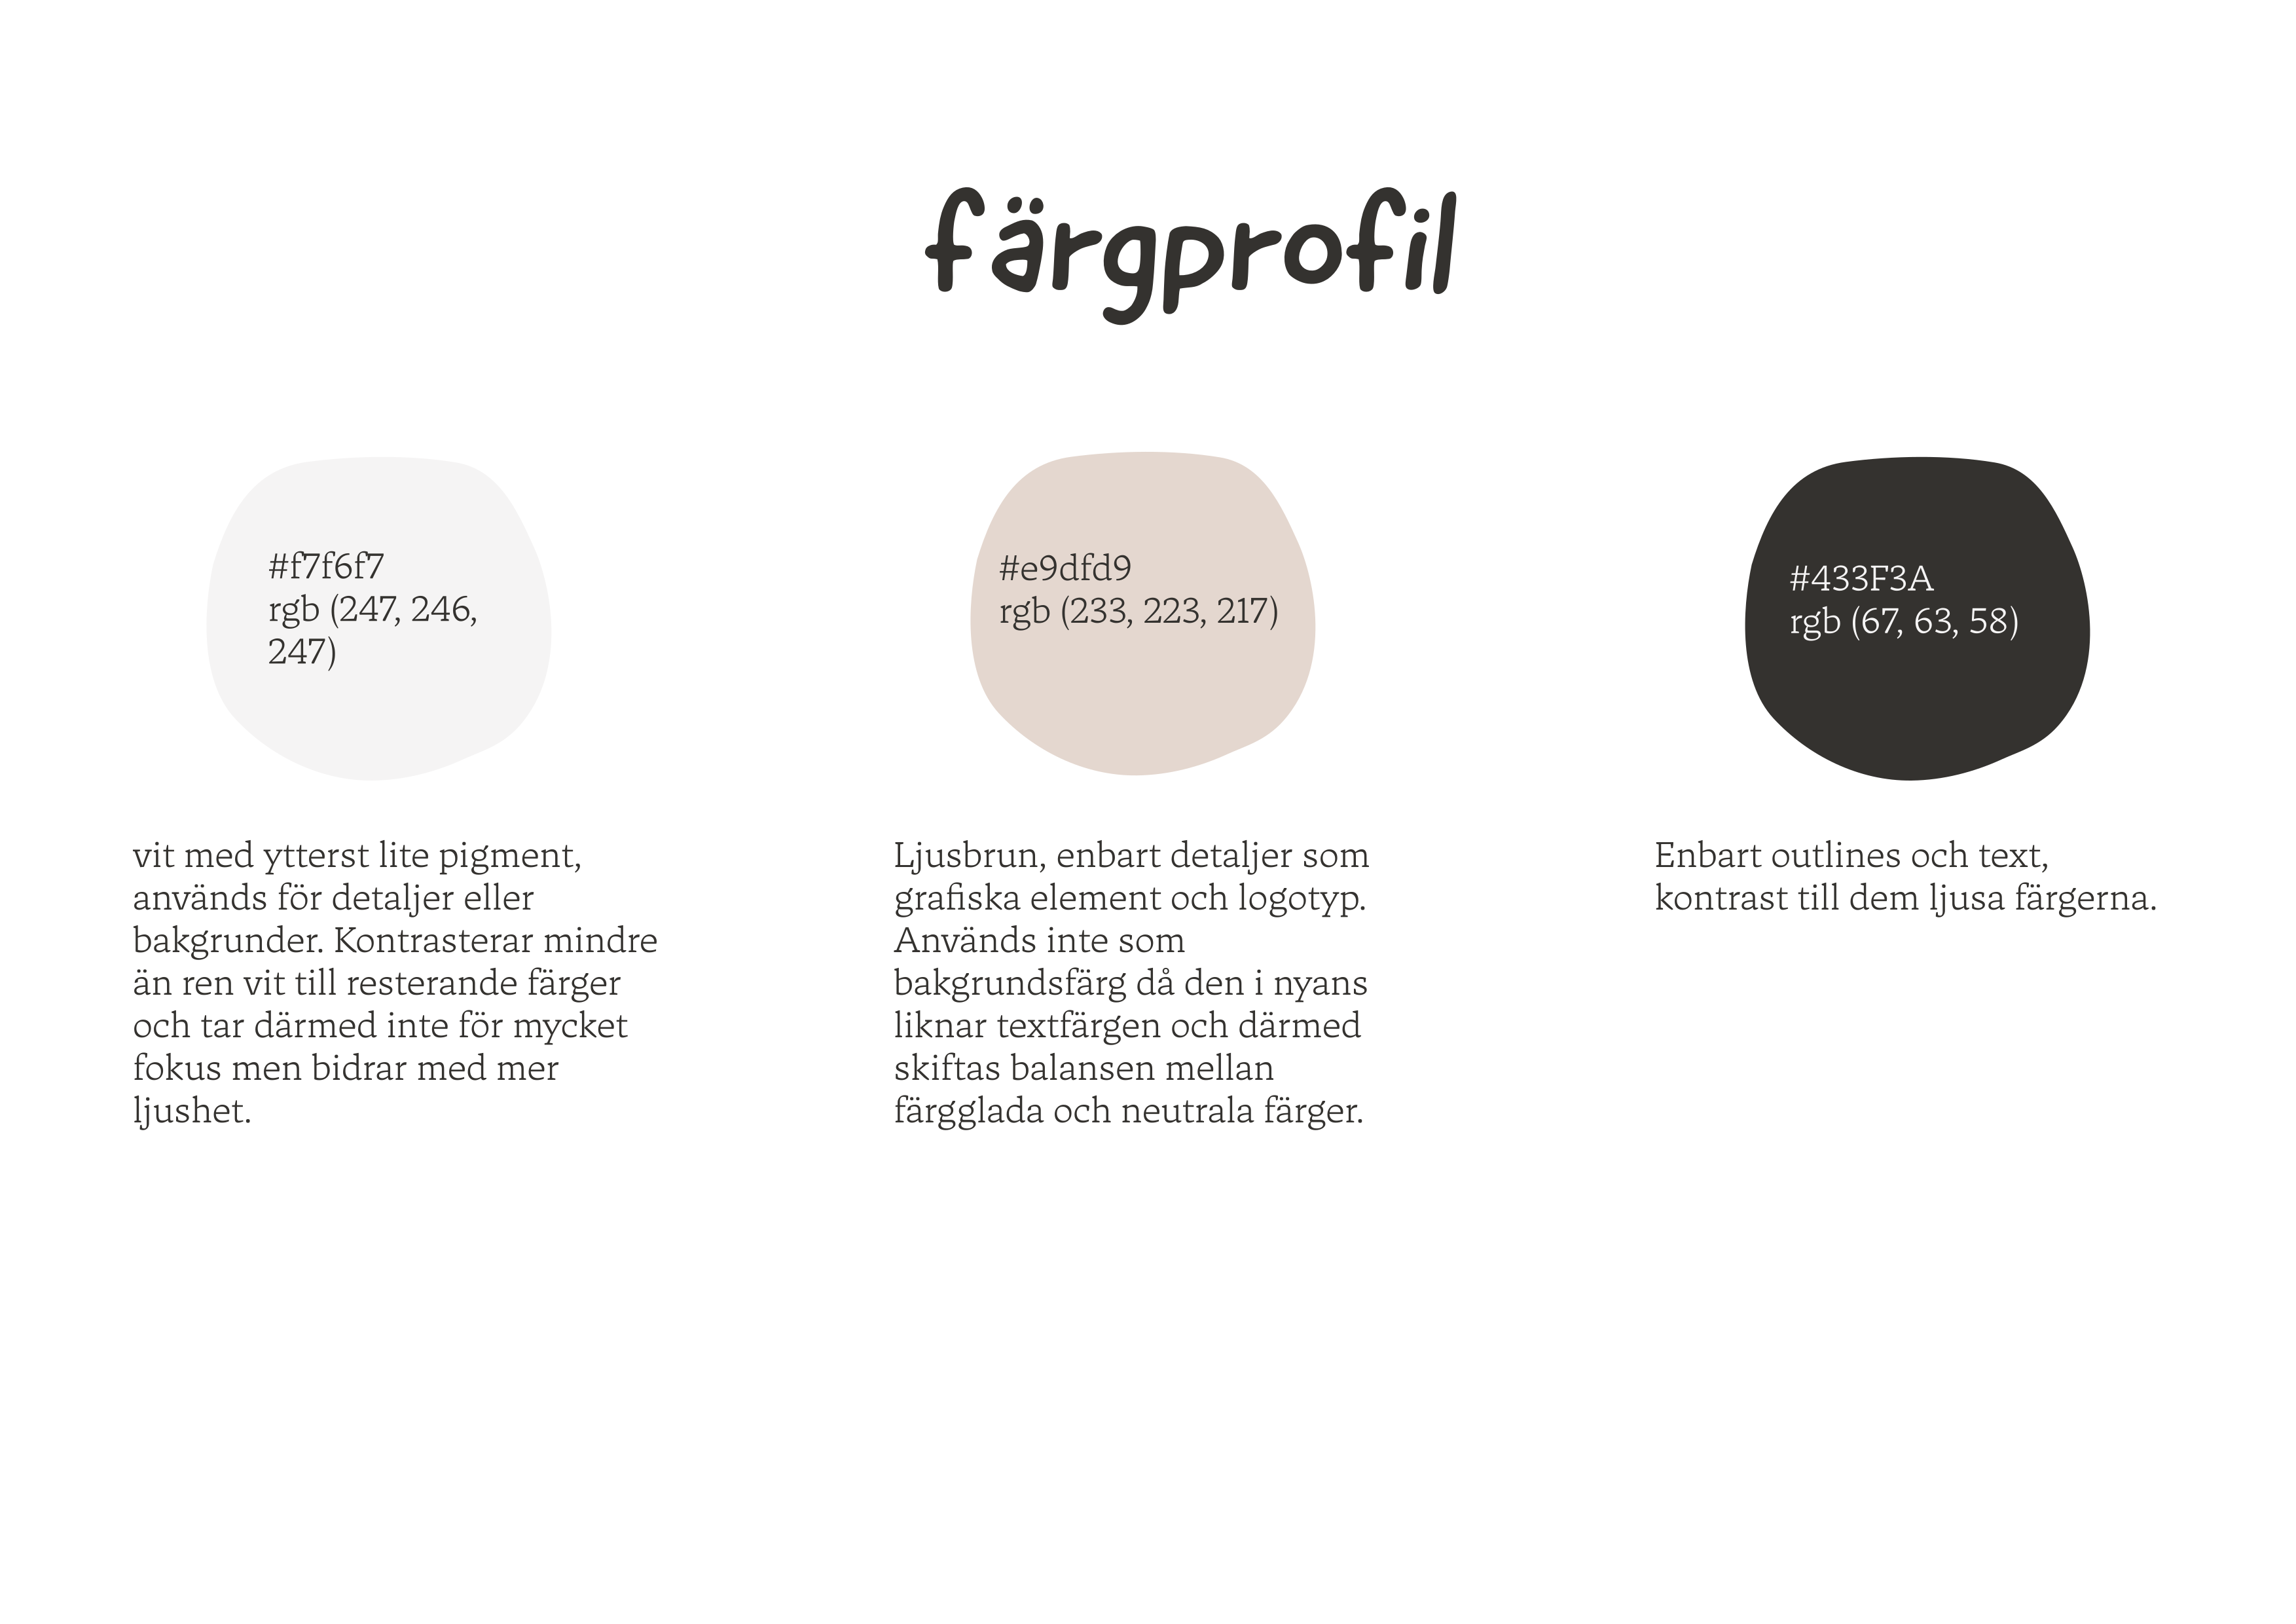 färgprofil
#f7f6f7
rgb (247, 246,
247)
#e9dfd9
rgb (233, 223, 217)
#433F3A
rgb (67, 63, 58)
vit med ytterst lite pigment,
används för detaljer eller
bakgrunder. Kontrasterar mindre
än ren vit till resterande färger
och tar därmed inte för mycket
fokus men bidrar med mer
ljushet.
Ljusbrun, enbart detaljer som
grafiska element och logotyp.
Används inte som
bakgrundsfärg då den i nyans
liknar textfärgen och därmed
skiftas balansen mellan
färgglada och neutrala färger.
Enbart outlines och text,
kontrast till dem ljusa färgerna.